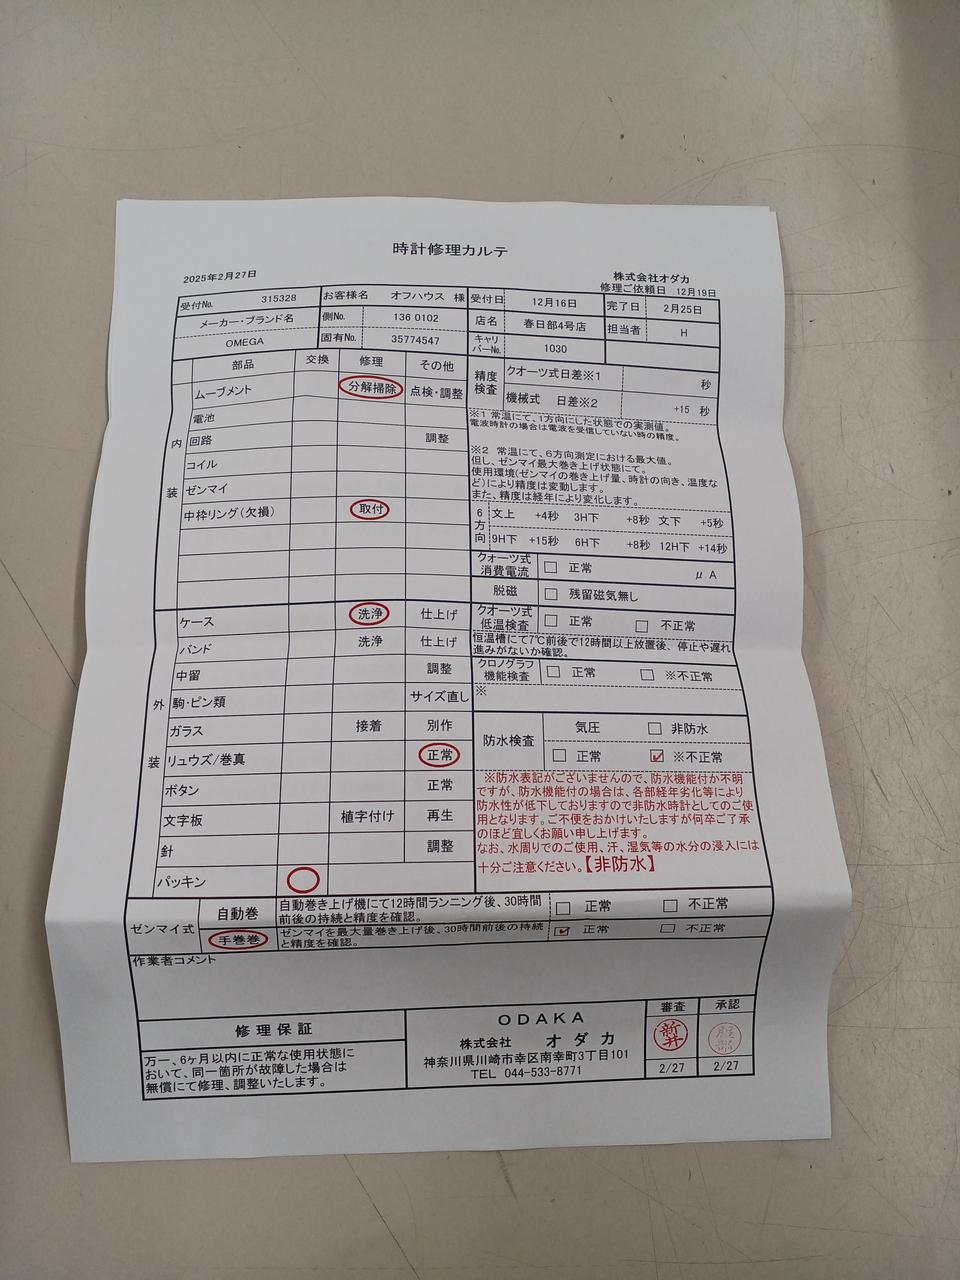 時計修理カルテ
2025年2月27日
株式会社オダカ
修理ご依頼日 12月19日
受付No. 315328 お客様名 オフハウス 様 受付日 12月16日 完了日 2月25日
メーカー・ブランド名 側No. 136 0102 店名 春日部4号店 担当者 H
OMEGA 固有No. 35774547 キャリバーNo. 1030
部品 交換 修理 その他
内装
ムーブメント 分解掃除 点検・調整
電池
回路 調整
コイル
ゼンマイ
中枠リング(欠損) 取付
外装
ケース 洗浄 仕上げ
バンド 洗浄 仕上げ
中留 調整
駒・ピン類 サイズ直し
ガラス 接着 別作
リュウズ/巻真 正常
ボタン 正常
文字板 植字付け 再生
針 調整
パッキン
精度検査 クオーツ式日差※1 秒
機械式 日差※2 +15 秒
※1 常温にて、1方向にした状態での実測値。
電波時計の場合は電波を受信していない時の精度。
※2 常温にて、6方向測定における最大値。
但し、ゼンマイ最大巻き上げ状態にて。
使用環境(ゼンマイの巻き上げ量、時計の向き、温度な
ど)により精度は変動します。
また、精度は経年により変化します。
6方向 文上 +4秒 3H下 +8秒 文下 +5秒
9H下 +15秒 6H下 +8秒 12H下 +14秒
クォーツ式消費電流 正常 μA
脱磁 残留磁気無し
クオーツ式低温検査 正常 不正常
恒温槽にて7℃前後で12時間以上放置後、停止や遅れ
進みがないか確認。
クロノグラフ機能検査 正常 ※不正常
※
防水検査 気圧 非防水
正常 ※不正常
※防水表記がございませんので、防水機能付か不明
ですが、防水機能付の場合は、各部経年劣化等により
防水性が低下しておりますので非防水時計としてのご使
用となります。ご不便をおかけいたしますが何卒ご了承
のほど宜しくお願い申し上げます。
なお、水周りでのご使用、汗、湿気等の水分の浸入には
十分ご注意ください。【非防水】
ゼンマイ式
自動巻 自動巻き上げ機にて12時間ランニング後、30時間
前後の持続と精度を確認。 正常 不正常
手巻巻 ゼンマイを最大量巻き上げ後、30時間前後の持続
と精度を確認。 正常 不正常
作業者コメント
修理保証
万一、6ヶ月以内に正常な使用状態に
おいて、同一箇所が故障した場合は
無償にて修理、調整いたします。
ODAKA
株式会社 オダカ
神奈川県川崎市幸区南幸町3丁目101
TEL 044-533-8771
審査 承認
新井 服部
2/27 2/27